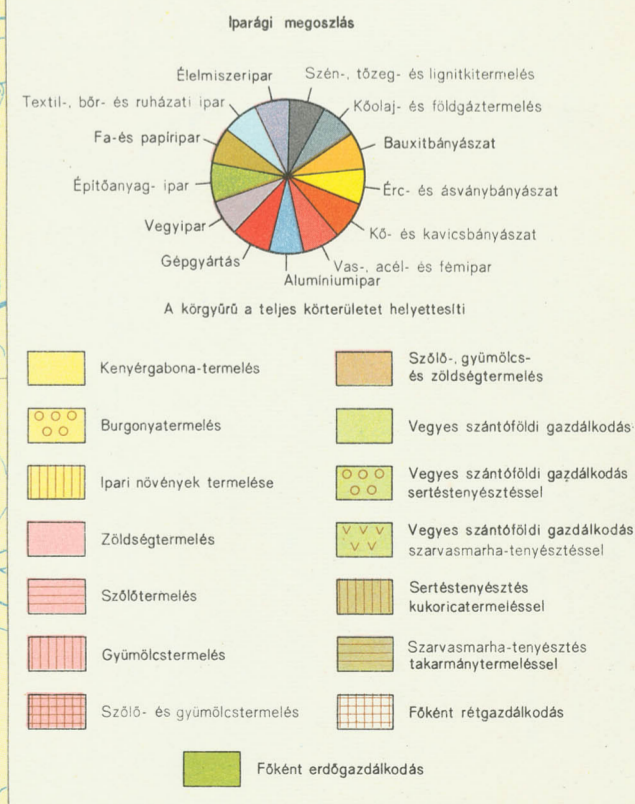 Iparági megoszlás
Élelmiszeripar
Szén-, tőzeg- és lignitkitermelés
Textil-, bőr- és ruházati ipar
Kőolaj- és földgáztermelés
Fa-és papíripar
Bauxitbányászat
Építőanyag- ipar
Érc- és ásványbányászat
Vegyipar
Kő- és kavicsbányászat
Gépgyártás
Vas-, acél- és fémipar
Alumíniumipar
A körgyűrű a teljes körterületet helyettesíti
Kenyérgabona-termelés
Burgonyatermelés
Ipari növények termelése
Zöldségtermelés
Szőlőtermelés
Gyümölcstermelés
Szőlő- és gyümölcstermelés
Szőlő-, gyümölcs-
és zöldségtermelés
Vegyes szántóföldi gazdálkodás
Vegyes szántóföldi gazdálkodás
sertéstenyésztéssel
Vegyes szántóföldi gazdálkodás
szarvasmarha-tenyésztéssel
Sertéstenyésztés
kukoricatermeléssel
Szarvasmarha-tenyésztés
takarmánytermeléssel
Főként rétgazdálkodás
Főként erdőgazdálkodás